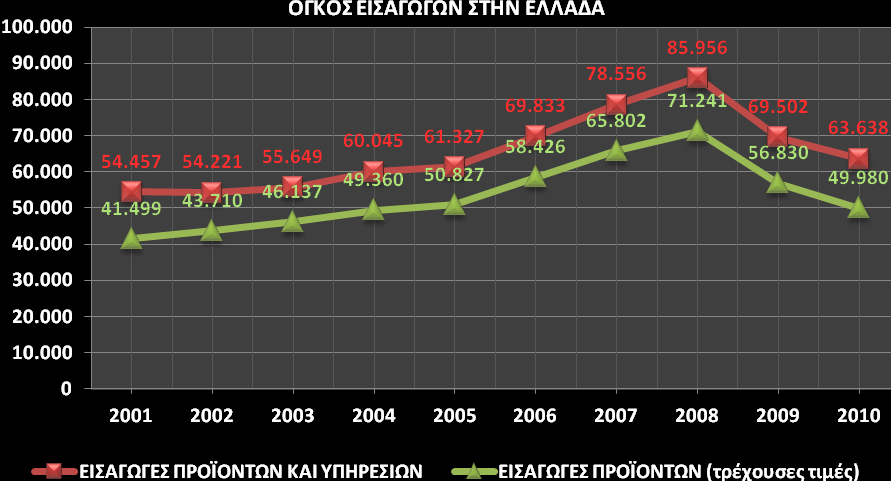 ΟΓΚΟΣ ΕΙΣΑΓΩΓΩΝ ΣΤΗΝ ΕΛΛΑΔΑ
100.000
90.000
80.000
70.000
60.000
50.000
40.000
30.000
20.000
10.000
0
54.457 54.221 55.649 60.045 61.327 69.833 78.556 85.956 69.502 63.638
41.499 43.710 46.137 49.360 50.827 58.426 65.802 71.241 56.830 49.980
2001 2002 2003 2004 2005 2006 2007 2008 2009 2010
ΕΙΣΑΓΩΓΕΣ ΠΡΟΪΟΝΤΩΝ ΚΑΙ ΥΠΗΡΕΣΙΩΝ ΕΙΣΑΓΩΓΕΣ ΠΡΟΪΟΝΤΩΝ (τρέχουσες τιμές)